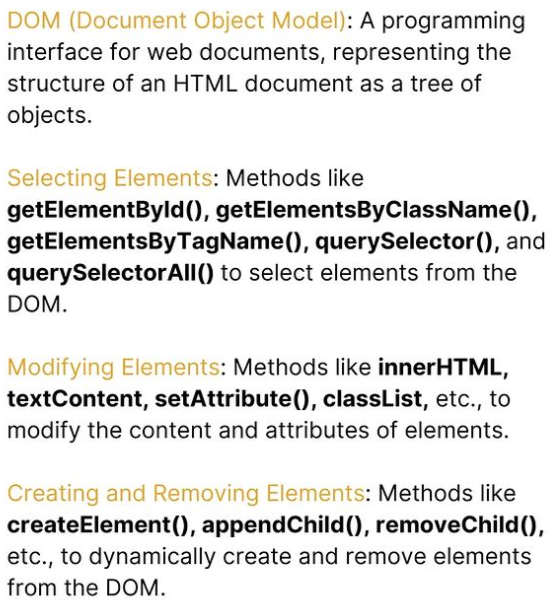 DOM (Document Object Model): A programming
interface for web documents, representing the
structure of an HTML document as a tree of
objects.
Selecting Elements: Methods like
getElementById(), getElementsByClassName(),
getElementsByTagName(), querySelector(), and
querySelectorAll() to select elements from the
DOM.
Modifying Elements: Methods like innerHTML,
textContent, setAttribute(), classList, etc., to
modify the content and attributes of elements.
Creating and Removing Elements: Methods like
createElement(), appendChild(), removeChild(),
etc., to dynamically create and remove elements
from the DOM.